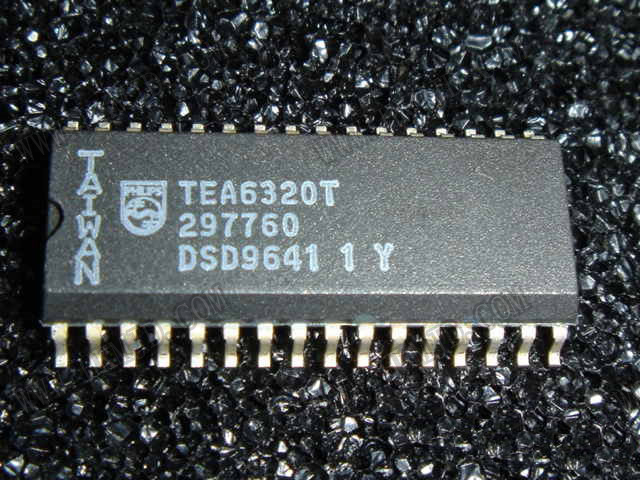 TAIWAN
PHILIPS
TEA6320T
297760
DSD9641 1 Y